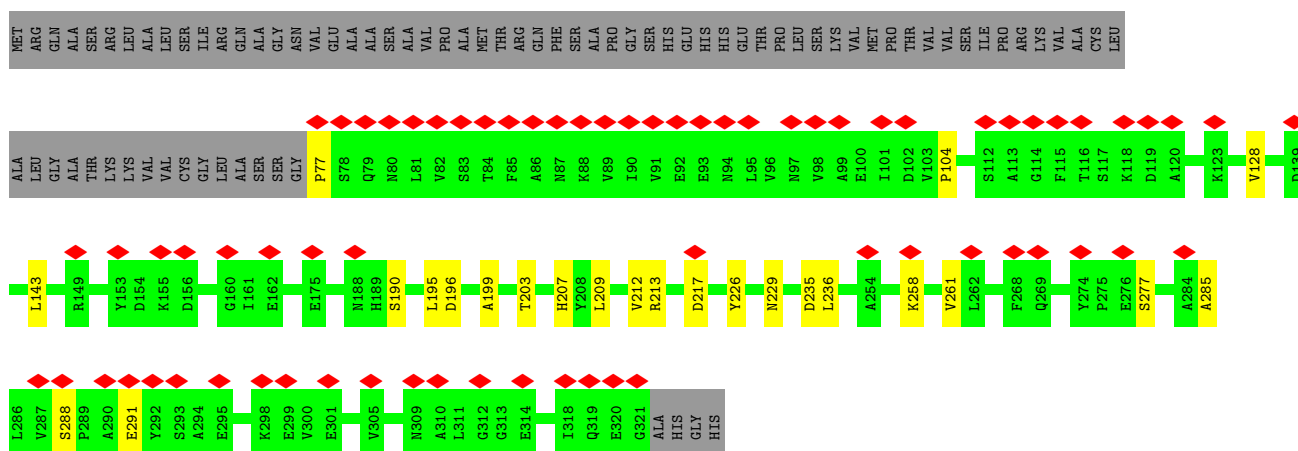 MET ARG GLN ALA SER ARG LEU ALA LEU SER ILE ARG GLN ALA GLY ASN VAL GLU ALA ALA SER ALA VAL PRO ALA MET THR ARG GLN PHE SER ALA PRO GLY SER HIS GLU HIS HIS GLU THR PRO LEU SER LYS VAL MET PRO THR VAL VAL SER ILE PRO ARG LYS VAL ALA CYS LEU
ALA LEU GLY ALA THR LYS LYS VAL VAL CYS GLY LEU ALA SER SER GLY P77 S78 Q79 N80 L81 V82 S83 T84 F85 A86 N87 K88 V89 I90 V91 E92 E93 N94 L95 V96 N97 V98 A99 E100 I101 D102 V103 P104 S112 A113 G114 F115 T116 S117 K118 D119 A120 K123 V128 D139
L143 R149 Y153 D154 K155 D156 G160 I161 E162 E175 N188 H189 S190 L195 D196 A199 T203 H207 Y208 L209 V212 R213 D217 Y226 N229 D235 L236 A254 K258 V261 L262 F268 Q269 Y274 P275 E276 S277 A284 A285
L286 V287 S288 P289 A290 E291 Y292 S293 A294 E295 K298 E299 V300 E301 V305 N309 A310 L311 G312 G313 E314 I318 Q319 E320 G321 ALA HIS GLY HIS